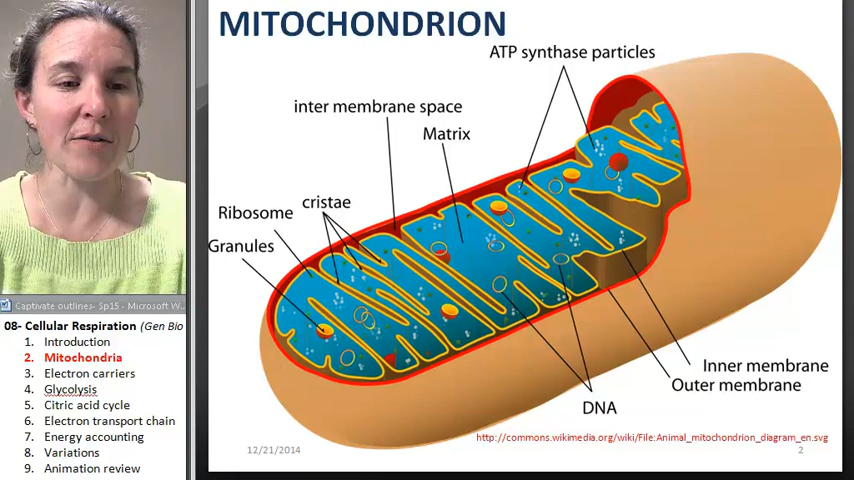 MITOCHONDRION
ATP synthase particles
inter membrane space
Matrix
cristae
Ribosome
Granules
Inner membrane
Outer membrane
DNA
http://commons.wikimedia.org/wiki/File:Animal_mitochondrion_diagram_en.svg
12/21/2014
2
Captivate outlines- Sp15 - Microsoft W...
08- Cellular Respiration (Gen Bio
1. Introduction
2. Mitochondria
3. Electron carriers
4. Glycolysis
5. Citric acid cycle
6. Electron transport chain
7. Energy accounting
8. Variations
9. Animation review